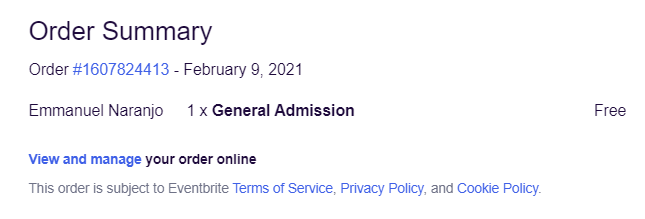 Order Summary
Order #1607824413 - February 9, 2021
Emmanuel Naranjo 1 x General Admission Free
View and manage your order online
This order is subject to Eventbrite Terms of Service, Privacy Policy, and Cookie Policy.